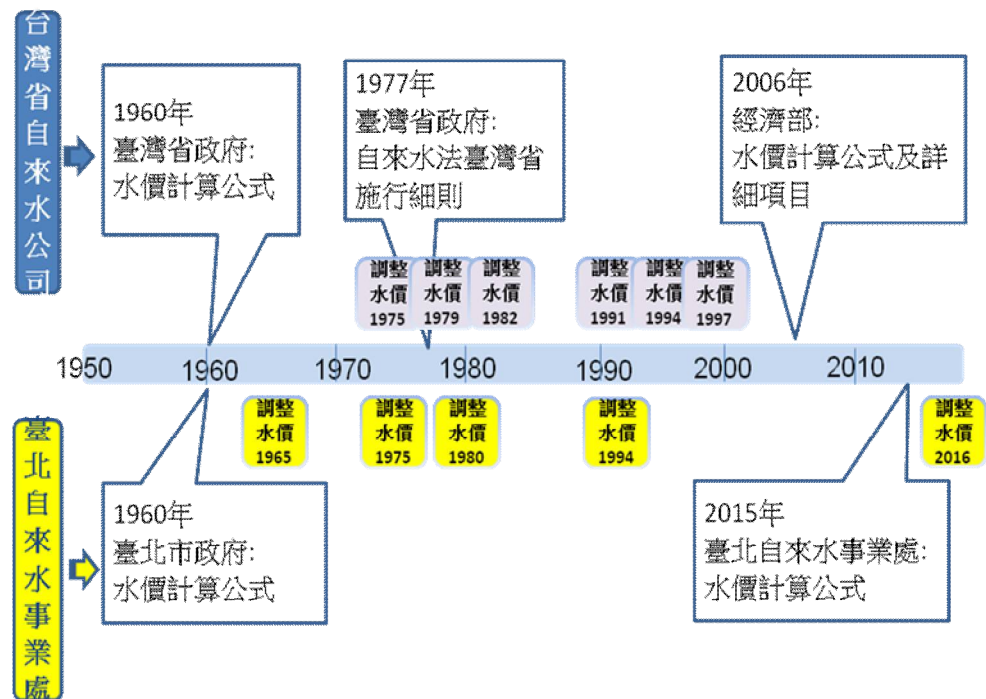 台灣省自來水公司
1960年
臺灣省政府:
水價計算公式
1977年
臺灣省政府:
自來水法臺灣省
施行細則
2006年
經濟部:
水價計算公式及詳
細項目
調整
水價
1975
調整
水價
1979
調整
水價
1982
調整
水價
1991
調整
水價
1994
調整
水價
1997
1950 1960 1970 1980 1990 2000 2010
調整
水價
1965
調整
水價
1975
調整
水價
1980
調整
水價
1994
調整
水價
2016
臺北自來水事業處
1960年
臺北市政府:
水價計算公式
2015年
臺北自來水事業處:
水價計算公式